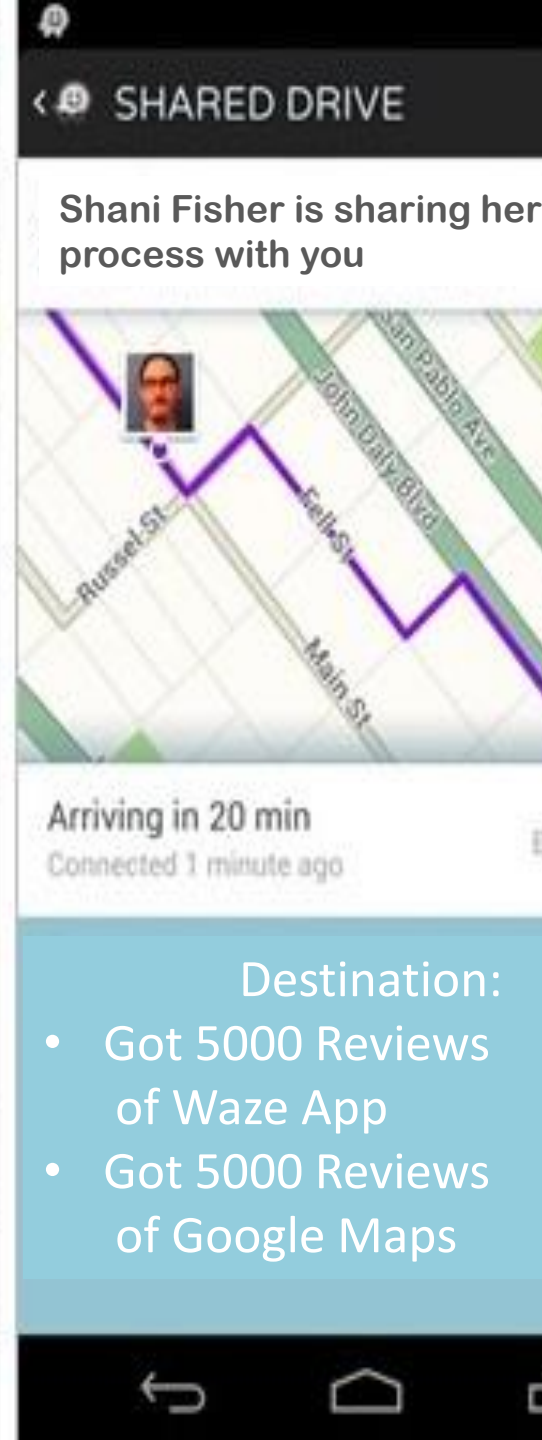 SHARED DRIVE
Shani Fisher is sharing her
process with you
San Pablo Ave
John Daly Blvd
Fell St
Russel St
Main St
Arriving in 20 min
Connected 1 minute ago
Destination:
• Got 5000 Reviews
of Waze App
• Got 5000 Reviews
of Google Maps